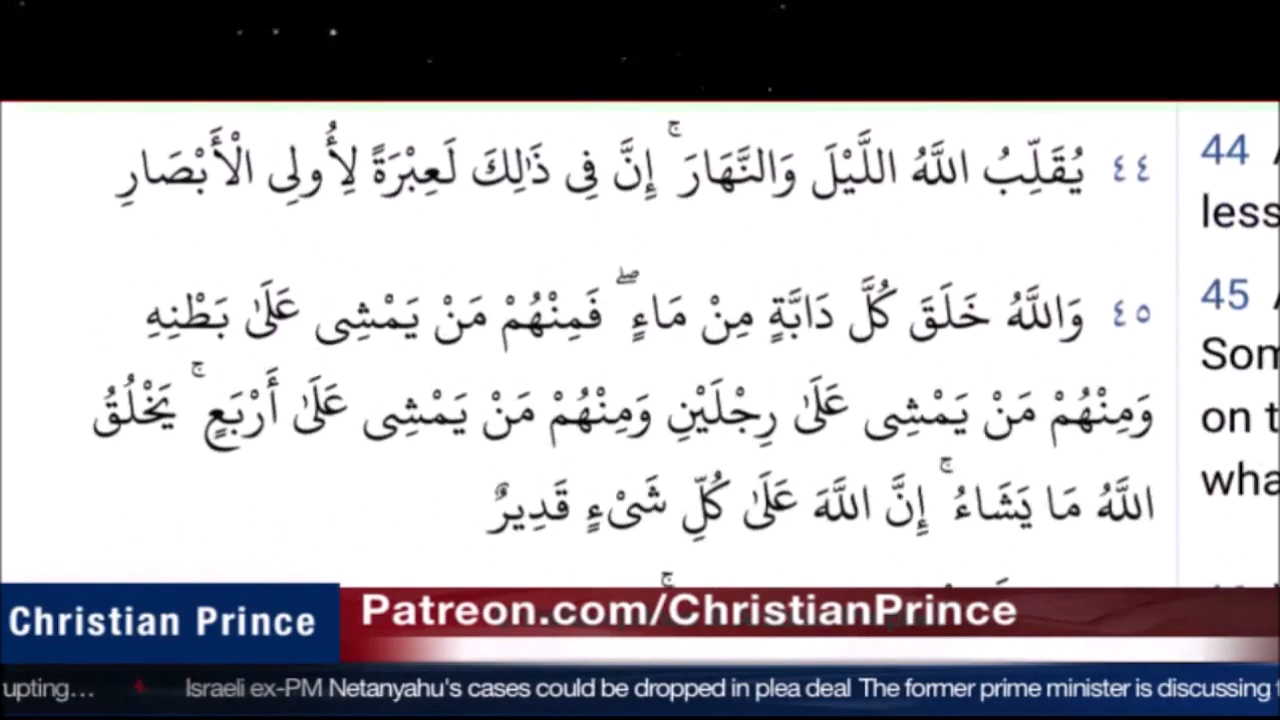 ٤٤ يُقَلِّبُ اللَّهُ اللَّيْلَ وَالنَّهَارَ ۚ إِنَّ فِى ذَٰلِكَ لَعِبْرَةً لِأُولِى الْأَبْصَارِ
44
less
٤٥ وَاللَّهُ خَلَقَ كُلَّ دَابَّةٍ مِنْ مَاءٍ ۖ فَمِنْهُمْ مَنْ يَمْشِى عَلَىٰ بَطْنِهِ
وَمِنْهُمْ مَنْ يَمْشِى عَلَىٰ رِجْلَيْنِ وَمِنْهُمْ مَنْ يَمْشِى عَلَىٰ أَرْبَعٍ ۚ يَخْلُقُ
اللَّهُ مَا يَشَاءُ ۚ إِنَّ اللَّهَ عَلَىٰ كُلِّ شَىْءٍ قَدِيرٌ
45
Som
on t
wha
Christian Prince
Patreon.com/ChristianPrince
upting… Israeli ex-PM Netanyahu's cases could be dropped in plea deal The former prime minister is discussing